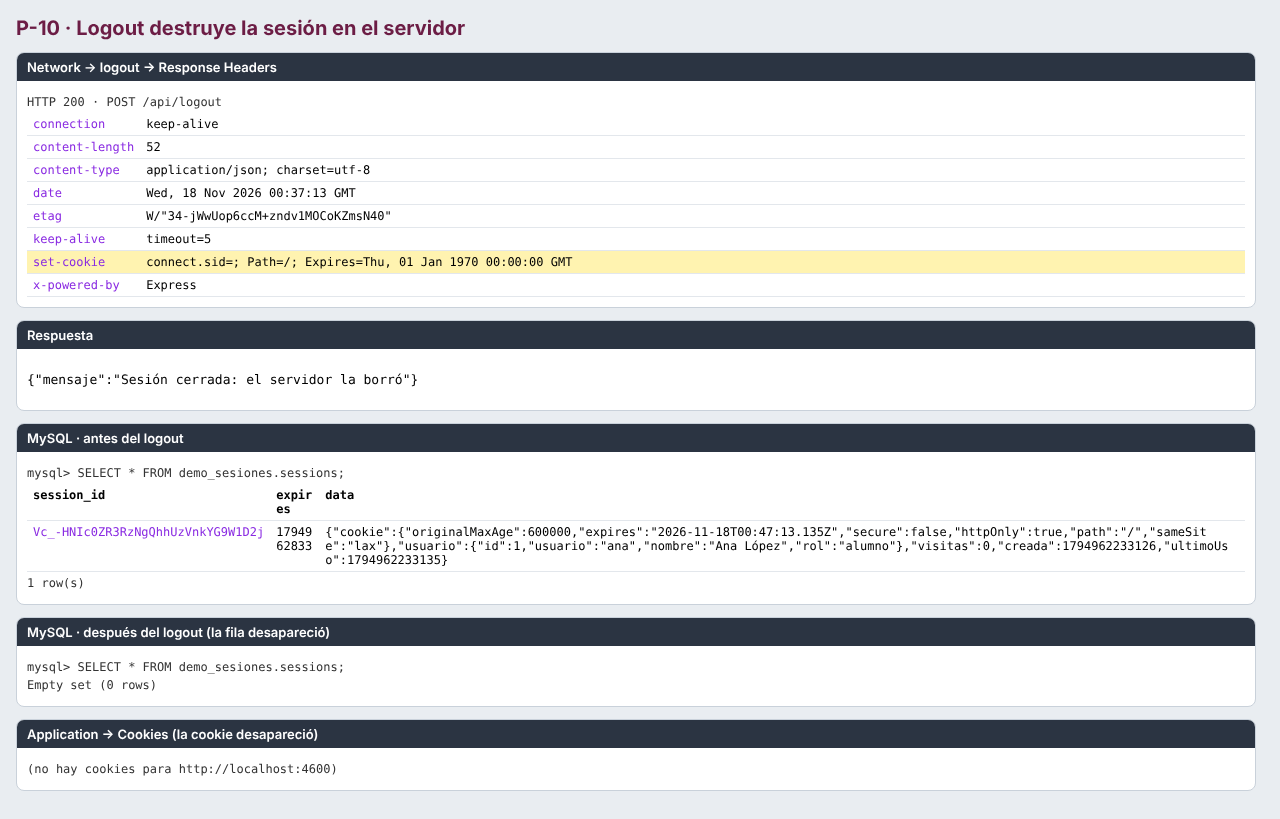 P-10 · Logout destruye la sesión en el servidor
Network → logout → Response Headers
HTTP 200 · POST /api/logout
connection keep-alive
content-length 52
content-type application/json; charset=utf-8
date Wed, 18 Nov 2026 00:37:13 GMT
etag W/"34-jWwUop6ccM+zndv1MOCoKZmsN40"
keep-alive timeout=5
set-cookie connect.sid=; Path=/; Expires=Thu, 01 Jan 1970 00:00:00 GMT
x-powered-by Express
Respuesta
{"mensaje":"Sesión cerrada: el servidor la borró"}
MySQL · antes del logout
mysql> SELECT * FROM demo_sesiones.sessions;
session_id expir data
es
Vc_-HNIc0ZR3RzNgQhhUzVnkYG9W1D2j 17949 {"cookie":{"originalMaxAge":600000,"expires":"2026-11-18T00:47:13.135Z","secure":false,"httpOnly":true,"path":"/","sameSit
62833 e":"lax"},"usuario":{"id":1,"usuario":"ana","nombre":"Ana López","rol":"alumno"},"visitas":0,"creada":1794962233126,"ultimoUs
o":1794962233135}
1 row(s)
MySQL · después del logout (la fila desapareció)
mysql> SELECT * FROM demo_sesiones.sessions;
Empty set (0 rows)
Application → Cookies (la cookie desapareció)
(no hay cookies para http://localhost:4600)